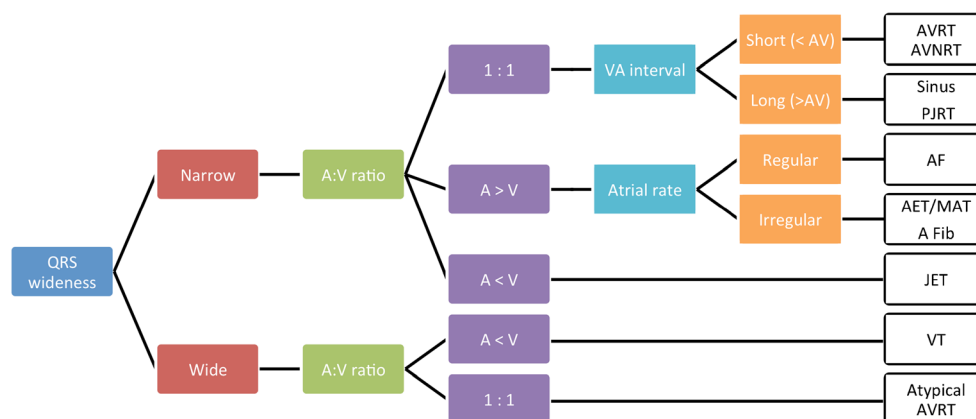 1 : 1
VA interval
Short (< AV)
AVRT
AVNRT
Long (>AV)
Sinus
PJRT
Narrow
A:V ratio
A > V
Atrial rate
Regular
AF
Irregular
AET/MAT
A Fib
QRS
wideness
A < V
JET
Wide
A:V ratio
A < V
VT
1 : 1
Atypical
AVRT